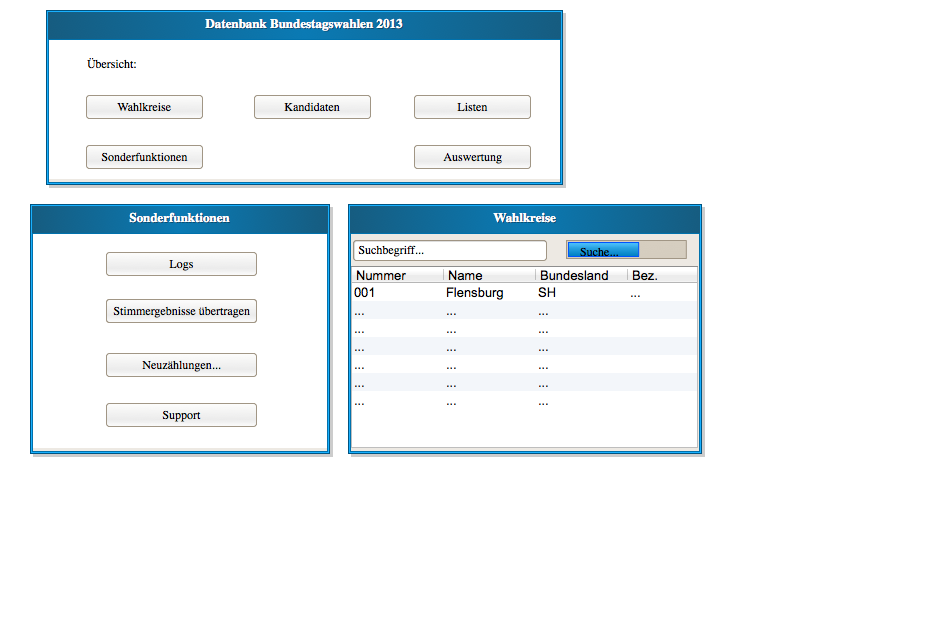 Datenbank Bundestagswahlen 2013
Übersicht:
Wahlkreise Kandidaten Listen
Sonderfunktionen Auswertung
Sonderfunktionen
Logs
Stimmergebnisse übertragen
Neuzählungen...
Support
Wahlkreise
Suchbegriff... Suche...
Nummer Name Bundesland Bez.
001 Flensburg SH ...
... ... ...
... ... ...
... ... ...
... ... ...
... ... ...
... ... ...